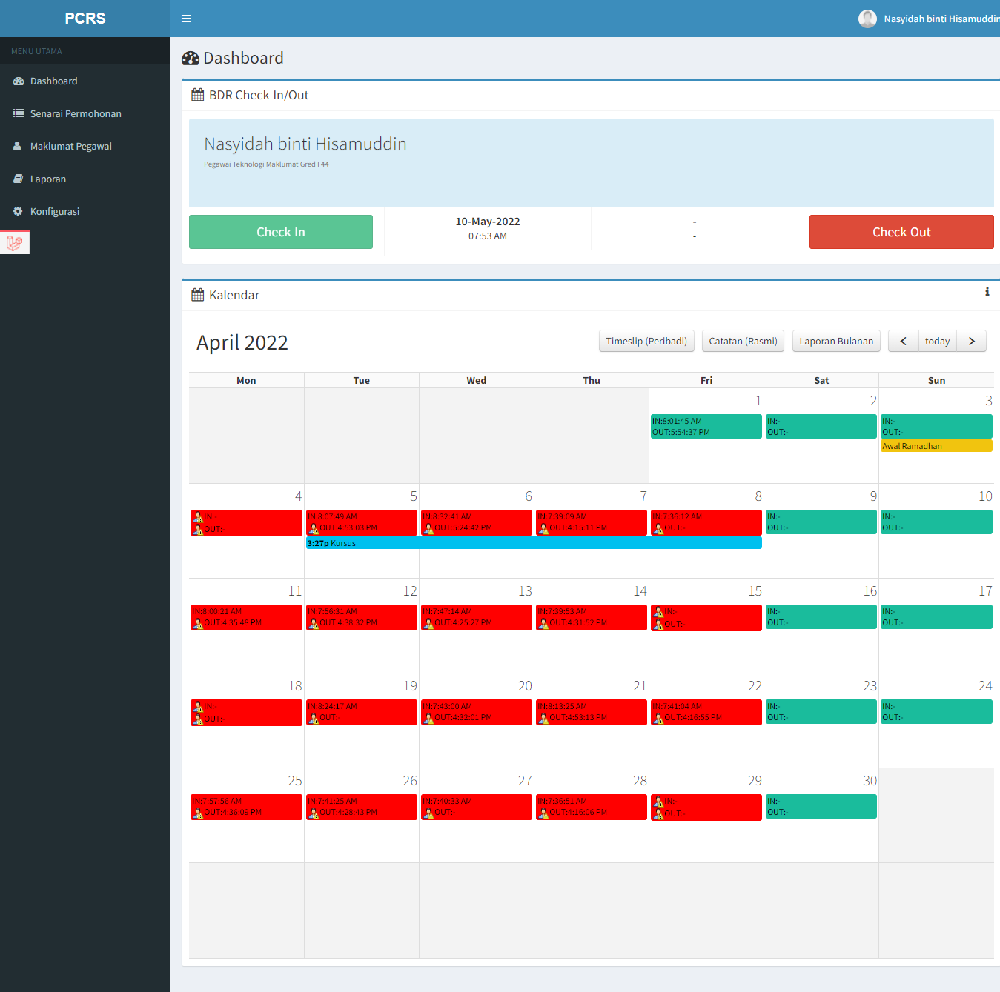 PCRS
Nasyidah binti Hisamuddin
MENU UTAMA
Dashboard
Senarai Permohonan
Maklumat Pegawai
Laporan
Konfigurasi
Dashboard
BDR Check-In/Out
Nasyidah binti Hisamuddin
Pegawai Teknologi Maklumat Gred F44
Check-In
10-May-2022
07:53 AM
-
-
Check-Out
Kalendar
April 2022
Timeslip (Peribadi)
Catatan (Rasmi)
Laporan Bulanan
today
Mon Tue Wed Thu Fri Sat Sun
1 2 3
IN:8:01:45 AM IN:- IN:-
OUT:5:54:37 PM OUT:- OUT:-
Awal Ramadhan
4 5 6 7 8 9 10
IN:- IN:8:07:49 AM IN:8:32:41 AM IN:7:39:09 AM IN:7:36:12 AM IN:- IN:-
OUT:- OUT:4:53:03 PM OUT:5:24:42 PM OUT:4:15:11 PM OUT:- OUT:- OUT:-
3:27p Kursus
11 12 13 14 15 16 17
IN:8:00:21 AM IN:7:56:31 AM IN:7:47:14 AM IN:7:39:53 AM IN:- IN:- IN:-
OUT:4:35:48 PM OUT:4:38:32 PM OUT:4:25:27 PM OUT:4:31:52 PM OUT:- OUT:- OUT:-
18 19 20 21 22 23 24
IN:- IN:8:24:17 AM IN:7:43:00 AM IN:8:13:25 AM IN:7:41:04 AM IN:- IN:-
OUT:- OUT:- OUT:4:32:01 PM OUT:4:53:13 PM OUT:4:16:55 PM OUT:- OUT:-
25 26 27 28 29 30
IN:7:57:56 AM IN:7:41:25 AM IN:7:40:33 AM IN:7:36:51 AM IN:- IN:-
OUT:4:36:09 PM OUT:4:28:43 PM OUT:- OUT:4:16:06 PM OUT:- OUT:-